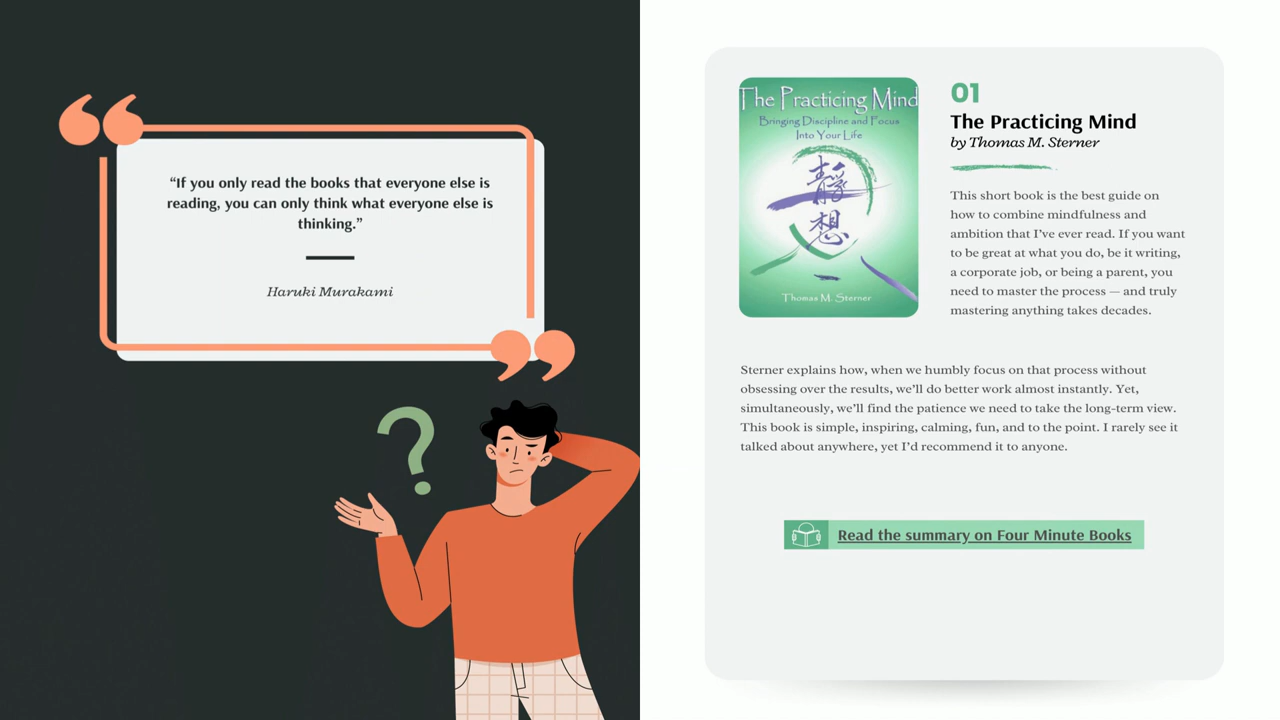 “If you only read the books that everyone else is
reading, you can only think what everyone else is
thinking.”
Haruki Murakami
?
The Practicing Mind
Bringing Discipline and Focus
Into Your Life
静
想
Thomas M. Sterner
01
The Practicing Mind
by Thomas M. Sterner
This short book is the best guide on
how to combine mindfulness and
ambition that I’ve ever read. If you want
to be great at what you do, be it writing,
a corporate job, or being a parent, you
need to master the process — and truly
mastering anything takes decades.
Sterner explains how, when we humbly focus on that process without
obsessing over the results, we’ll do better work almost instantly. Yet,
simultaneously, we’ll find the patience we need to take the long-term view.
This book is simple, inspiring, calming, fun, and to the point. I rarely see it
talked about anywhere, yet I’d recommend it to anyone.
Read the summary on Four Minute Books